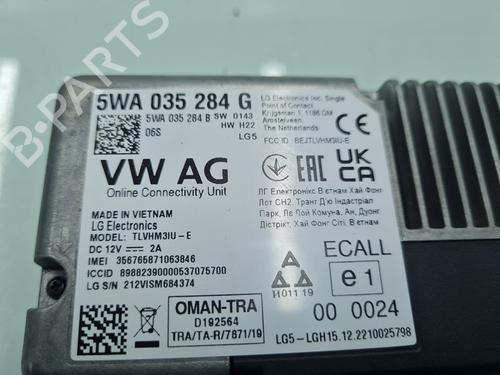 5WA 035 284 G
5WA 035 284 B SW 0143
06S HW H22
LG5
LG Electronics Inc. Single
Point of Contact
Krijgsman 1, 1186 DM
Amstelveen
The Netherlands
FCC ID : BEJTLVHM3IU-E
VW AG
Online Connectivity Unit
CE EAC UK CA
ЛГ Електронікс В'єтнам Хай Фонг
Лот CN2, Транг Д'ю Індастріал
Парк, Ле Лой Комуна, Ан, Дуонг
Дістрікт, Хай Фонг Сіті, В'єтнам
MADE IN VIETNAM
LG Electronics
MODEL: TLVHM3IU-E
DC 12V 2A
IMEI 356765871063846
ICCID 89882390000537075700
LG S/N 212VISM684374
OMAN-TRA
D192564
TRA/TA-R/7871/19
И011 19
ECALL
e1
00 0024
LG5-LGH15.12.2210025798
B-PARTS